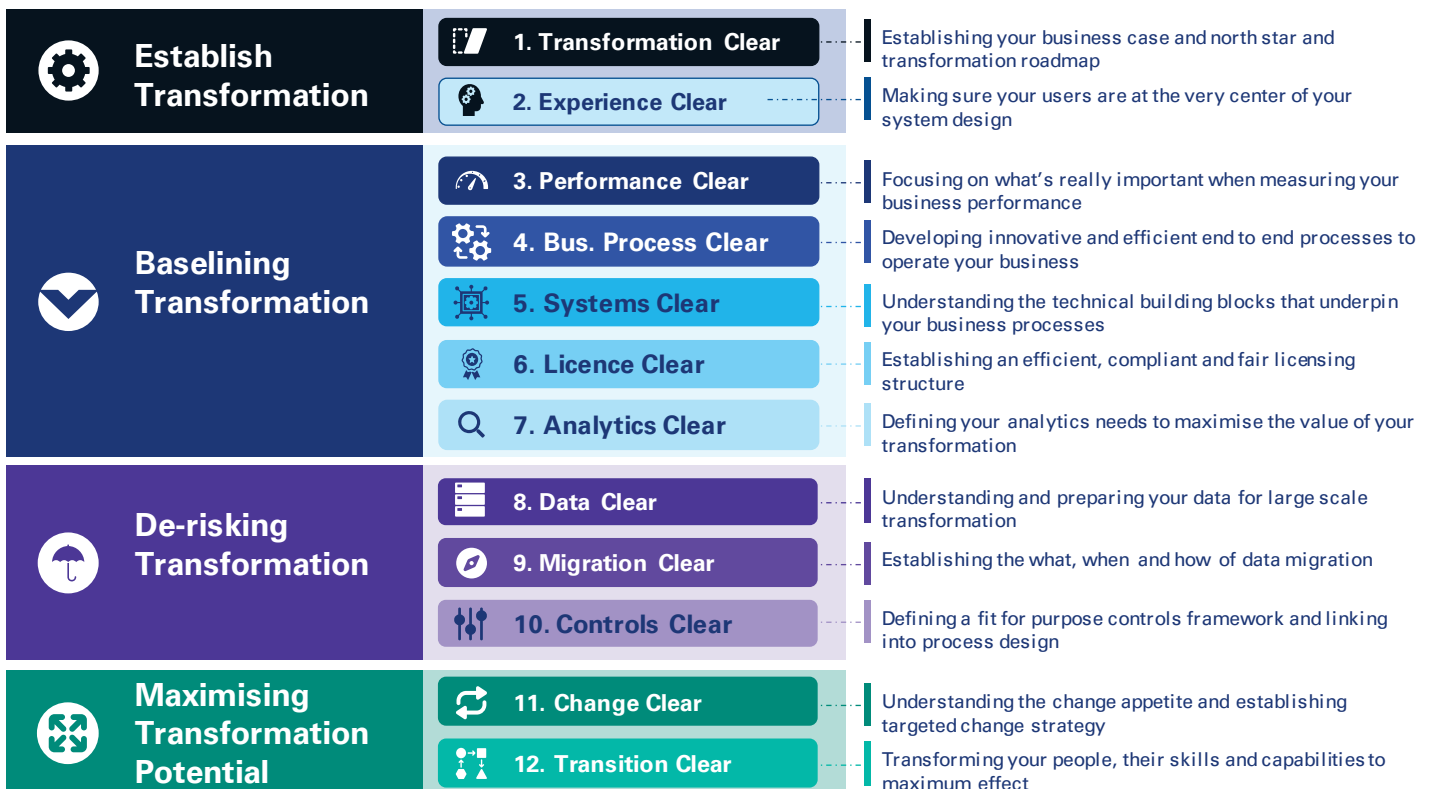 Establish
Transformation
1. Transformation Clear
Establishing your business case and north star and
transformation roadmap
2. Experience Clear
Making sure your users are at the very center of your
system design
Baselining
Transformation
3. Performance Clear
Focusing on what's really important when measuring your
business performance
4. Bus. Process Clear
Developing innovative and efficient end to end processes to
operate your business
5. Systems Clear
Understanding the technical building blocks that underpin
your business processes
6. Licence Clear
Establishing an efficient, compliant and fair licensing
structure
7. Analytics Clear
Defining your analytics needs to maximise the value of your
transformation
De-risking
Transformation
8. Data Clear
Understanding and preparing your data for large scale
transformation
9. Migration Clear
Establishing the what, when and how of data migration
10. Controls Clear
Defining a fit for purpose controls framework and linking
into process design
Maximising
Transformation
Potential
11. Change Clear
Understanding the change appetite and establishing
targeted change strategy
12. Transition Clear
Transforming your people, their skills and capabilities to
maximum effect